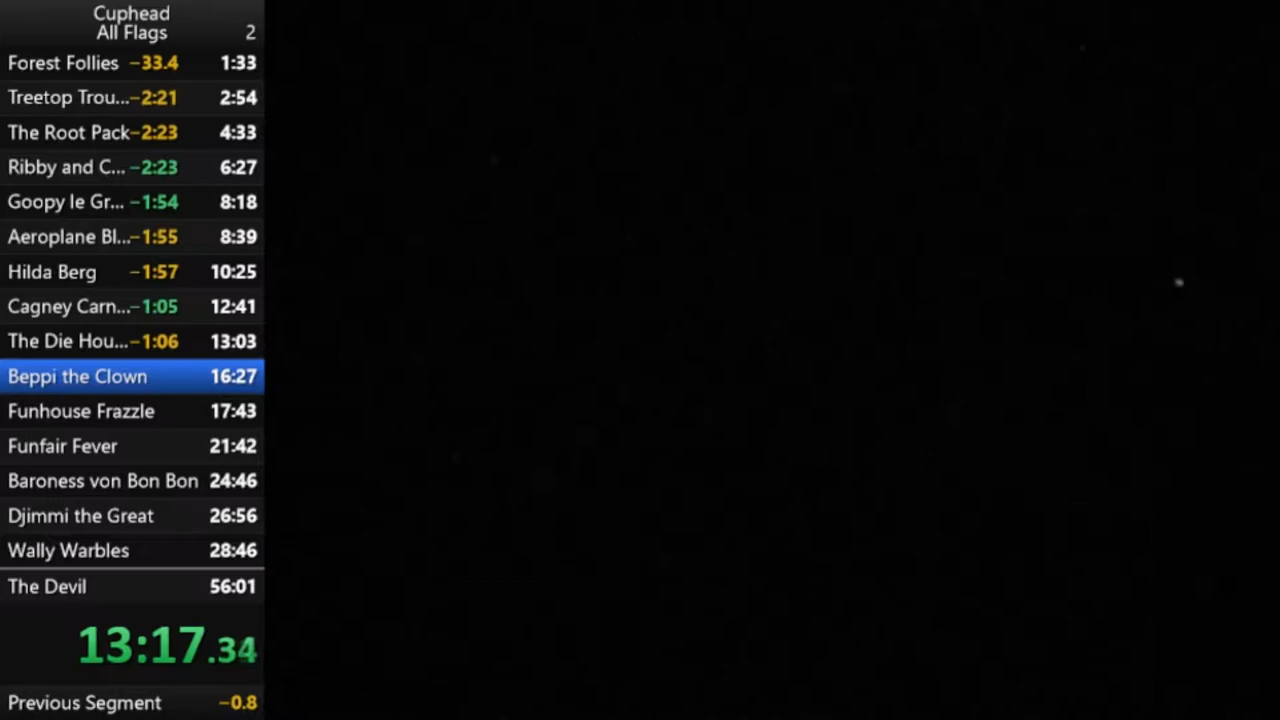 Cuphead
All Flags 2
Forest Follies −33.4 1:33
Treetop Trou... −2:21 2:54
The Root Pack −2:23 4:33
Ribby and C... −2:23 6:27
Goopy le Gr... −1:54 8:18
Aeroplane Bl... −1:55 8:39
Hilda Berg −1:57 10:25
Cagney Carn... −1:05 12:41
The Die Hou... −1:06 13:03
Beppi the Clown 16:27
Funhouse Frazzle 17:43
Funfair Fever 21:42
Baroness von Bon Bon 24:46
Djimmi the Great 26:56
Wally Warbles 28:46
The Devil 56:01
13:17.34
Previous Segment −0.8